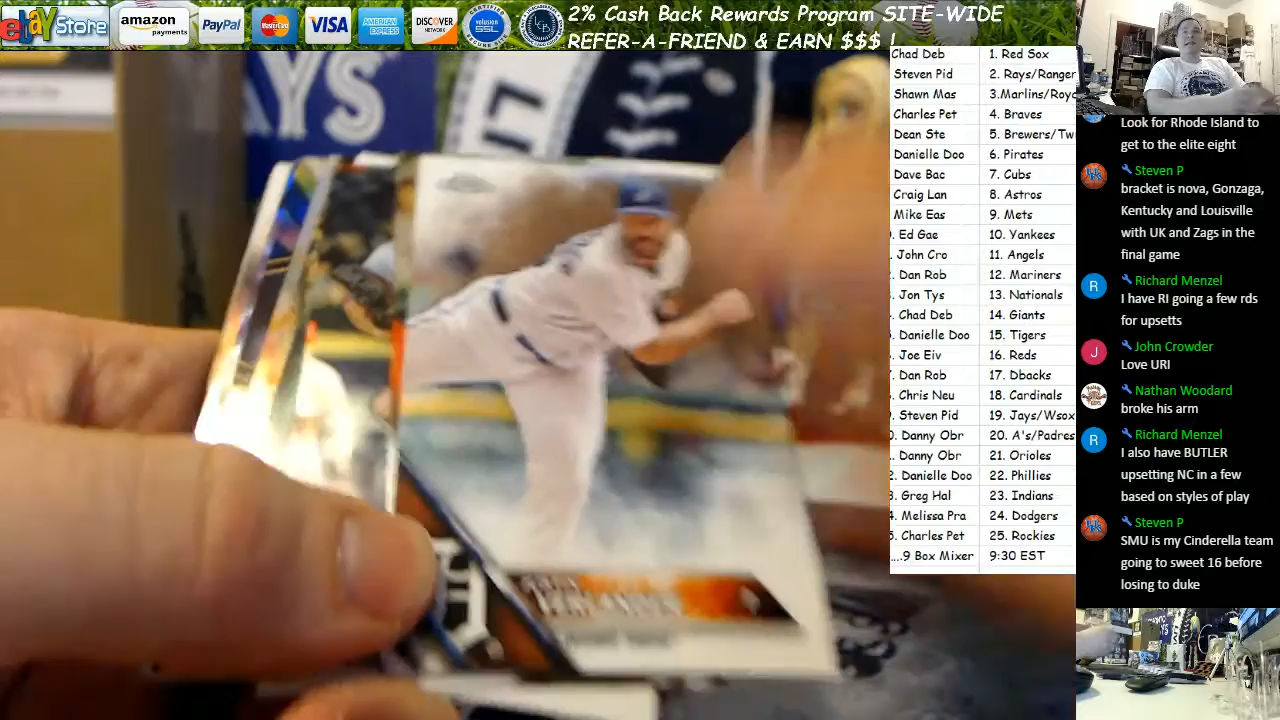 ebay Store
amazon payments
PayPal
MasterCard
VISA
AMERICAN EXPRESS
DISCOVER NETWORK
volusion SSL
2% Cash Back Rewards Program SITE-WIDE
REFER-A-FRIEND & EARN $$$ !
Chad Deb 1. Red Sox
Steven Pid 2. Rays/Ranger
Shawn Mas 3.Marlins/Roya
Charles Pet 4. Braves
Dean Ste 5. Brewers/Tw
Danielle Doo 6. Pirates
Dave Bac 7. Cubs
Craig Lan 8. Astros
Mike Eas 9. Mets
. Ed Gae 10. Yankees
. John Cro 11. Angels
2. Dan Rob 12. Mariners
. Jon Tys 13. Nationals
. Chad Deb 14. Giants
. Danielle Doo 15. Tigers
. Joe Eiv 16. Reds
. Dan Rob 17. Dbacks
. Chris Neu 18. Cardinals
. Steven Pid 19. Jays/Wsox
. Danny Obr 20. A's/Padres
. Danny Obr 21. Orioles
2. Danielle Doo 22. Phillies
. Greg Hal 23. Indians
. Melissa Pra 24. Dodgers
. Charles Pet 25. Rockies
....9 Box Mixer 9:30 EST
Look for Rhode Island to
get to the elite eight
Steven P
bracket is nova, Gonzaga,
Kentucky and Louisville
with UK and Zags in the
final game
Richard Menzel
I have RI going a few rds
for upsetts
John Crowder
Love URI
Nathan Woodard
broke his arm
Richard Menzel
I also have BUTLER
upsetting NC in a few
based on styles of play
Steven P
SMU is my Cinderella team
going to sweet 16 before
losing to duke
YS